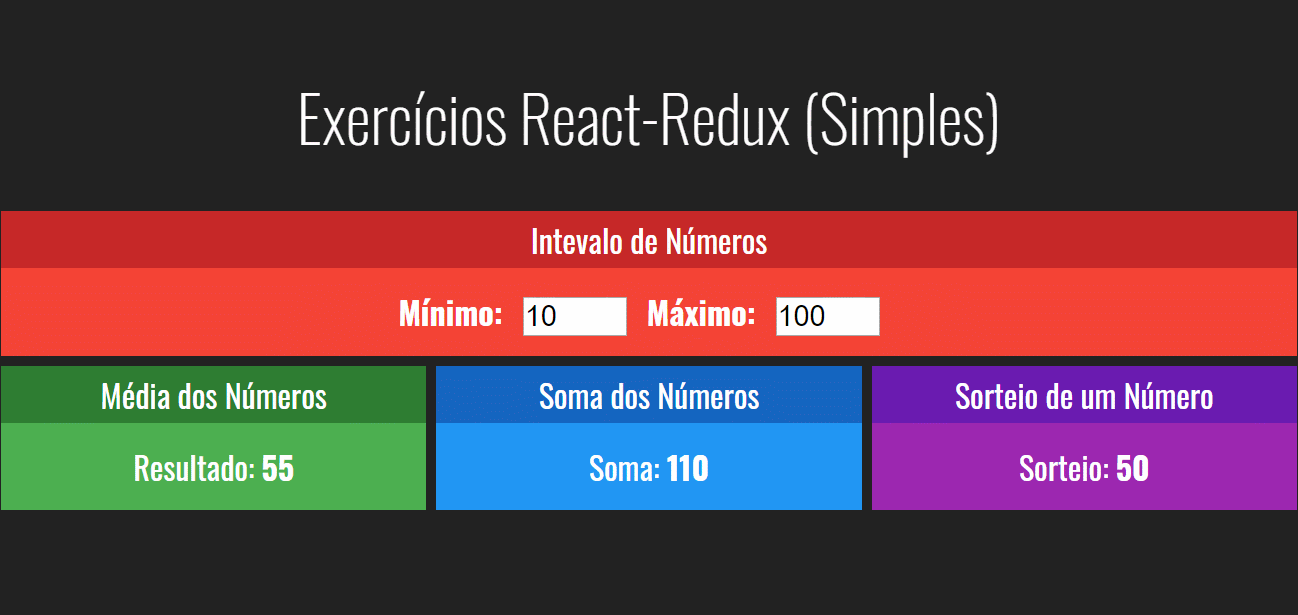 Exercícios React-Redux (Simples)
Intevalo de Números
Mínimo: 10 Máximo: 100
Média dos Números
Resultado: 55
Soma dos Números
Soma: 110
Sorteio de um Número
Sorteio: 50